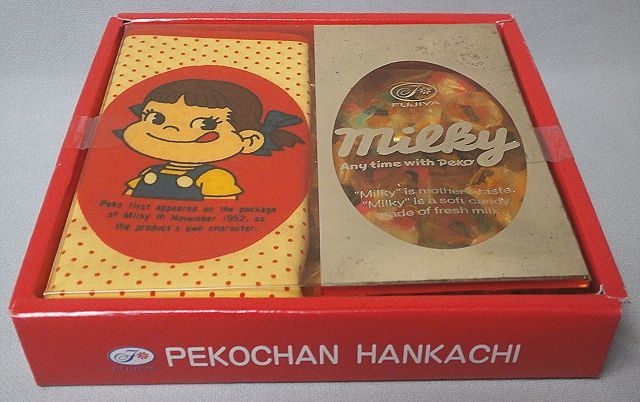 Peko first appeared on the package
of Milky in November 1952, as
the product's own character.
FUJIYA
milky
Any time with Peko
"Milky" is mother's taste.
"Milky" is a soft candy
made of fresh milk.
FUJIYA
PEKOCHAN HANKACHI